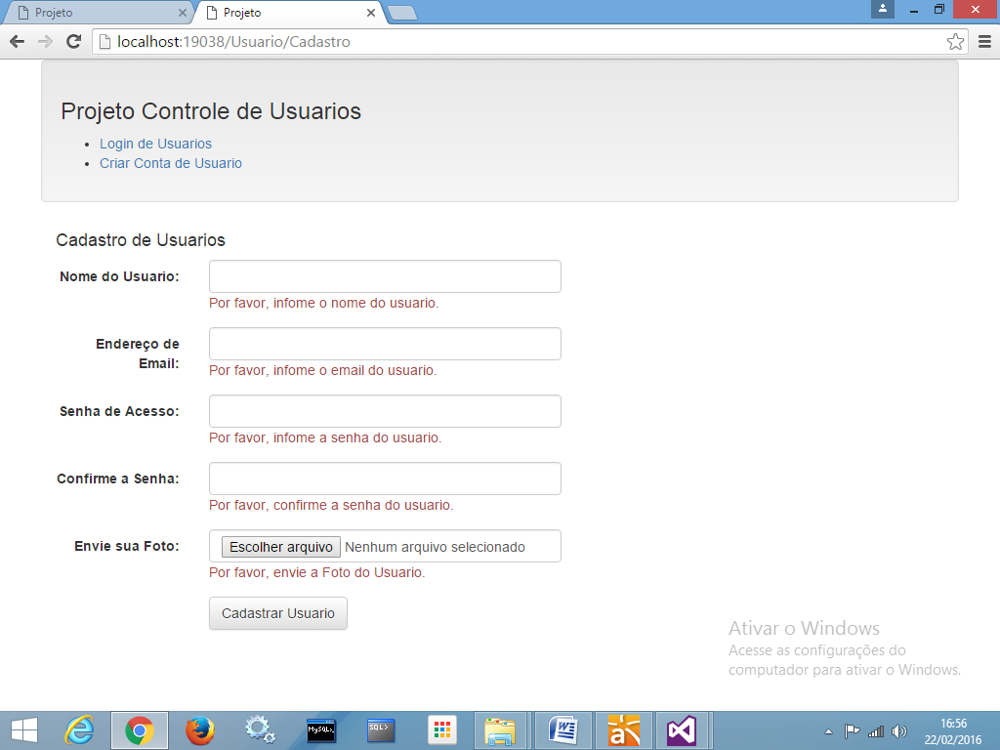 Projeto
Projeto
localhost:19038/Usuario/Cadastro
Projeto Controle de Usuarios
Login de Usuarios
Criar Conta de Usuario
Cadastro de Usuarios
Nome do Usuario:
Por favor, infome o nome do usuario.
Endereço de
Email:
Por favor, infome o email do usuario.
Senha de Acesso:
Por favor, infome a senha do usuario.
Confirme a Senha:
Por favor, confirme a senha do usuario.
Envie sua Foto:
Escolher arquivo Nenhum arquivo selecionado
Por favor, envie a Foto do Usuario.
Cadastrar Usuario
Ativar o Windows
Acesse as configurações do
computador para ativar o Windows.
MySQL>
SQL>
16:56
22/02/2016